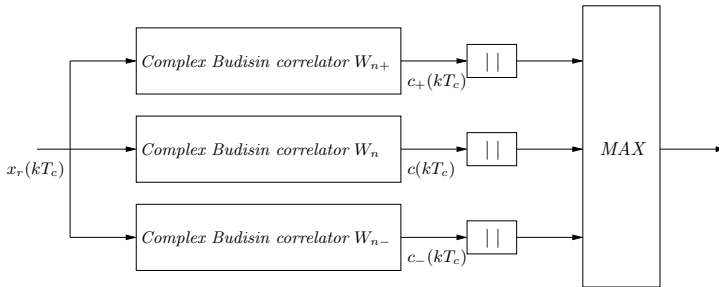 Complex Budisin correlator W_{n+}
| |
c_+(kT_c)
x_r(kT_c)
Complex Budisin correlator W_n
c(kT_c)
| |
MAX
Complex Budisin correlator W_{n-}
c_-(kT_c)
| |